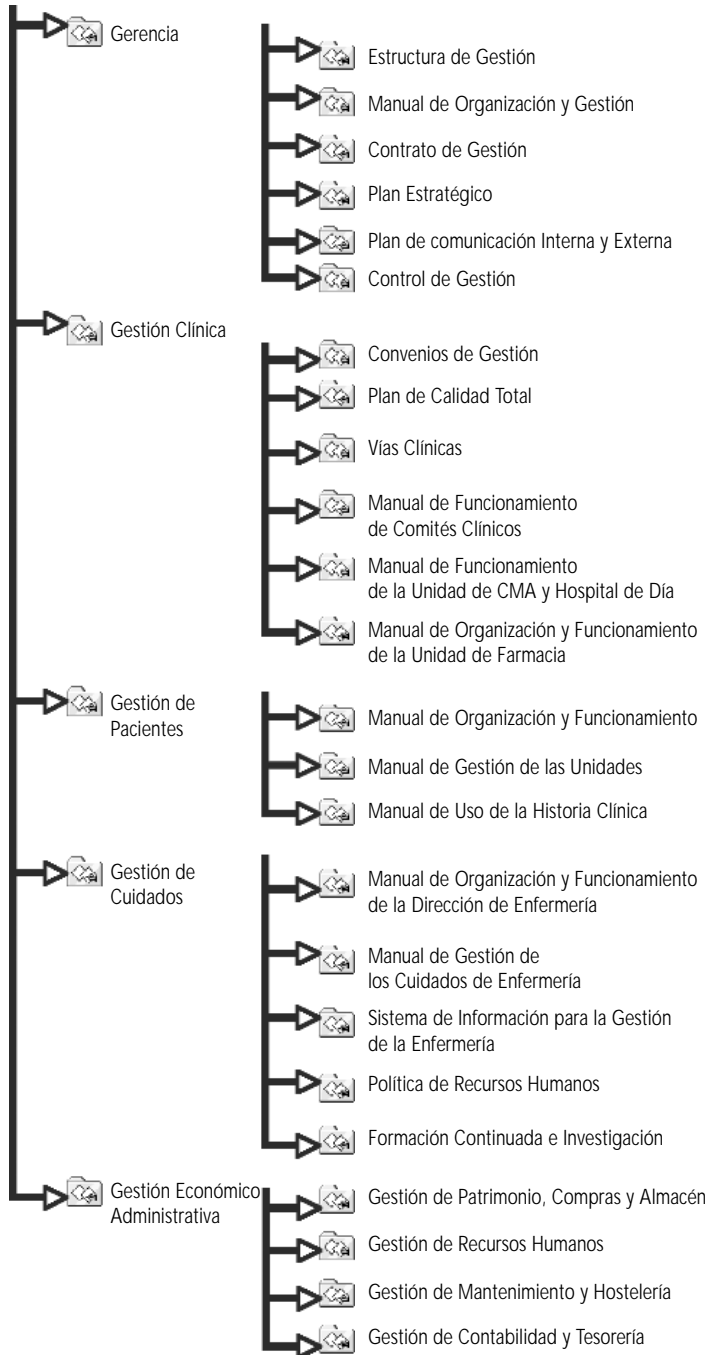 Gerencia
Estructura de Gestión
Manual de Organización y Gestión
Contrato de Gestión
Plan Estratégico
Plan de comunicación Interna y Externa
Control de Gestión
Gestión Clínica
Convenios de Gestión
Plan de Calidad Total
Vías Clínicas
Manual de Funcionamiento
de Comités Clínicos
Manual de Funcionamiento
de la Unidad de CMA y Hospital de Día
Manual de Organización y Funcionamiento
de la Unidad de Farmacia
Gestión de
Pacientes
Manual de Organización y Funcionamiento
Manual de Gestión de las Unidades
Manual de Uso de la Historia Clínica
Gestión de
Cuidados
Manual de Organización y Funcionamiento
de la Dirección de Enfermería
Manual de Gestión de
los Cuidados de Enfermería
Sistema de Información para la Gestión
de la Enfermería
Política de Recursos Humanos
Formación Continuada e Investigación
Gestión Económico
Administrativa
Gestión de Patrimonio, Compras y Almacén
Gestión de Recursos Humanos
Gestión de Mantenimiento y Hostelería
Gestión de Contabilidad y Tesorería